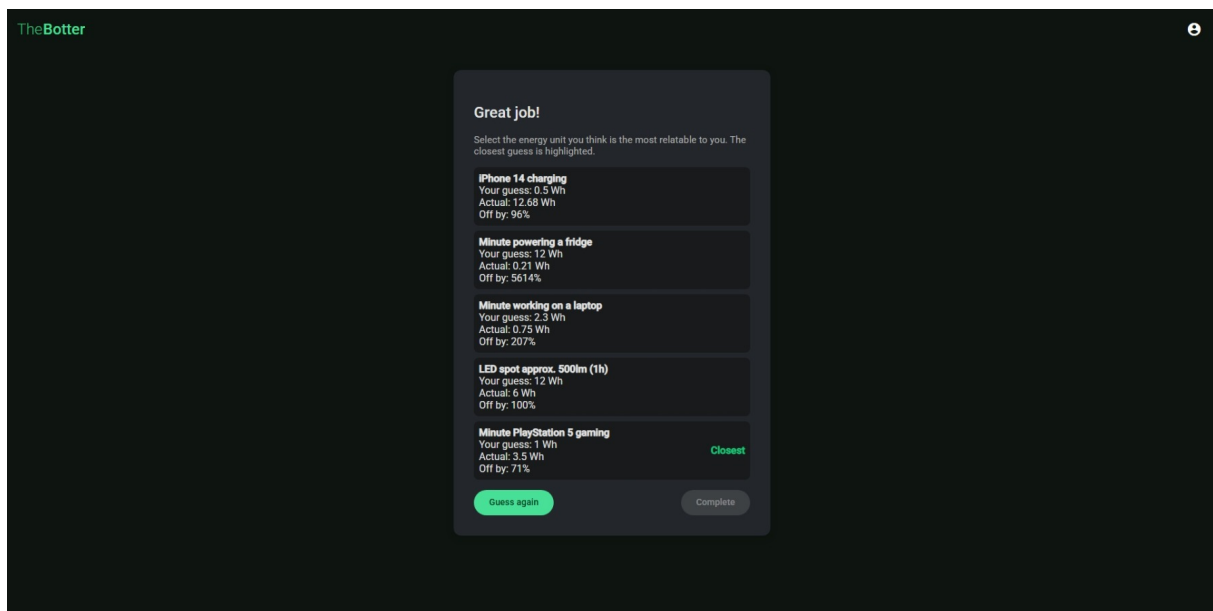 TheBotter
Great job!
Select the energy unit you think is the most relatable to you. The
closest guess is highlighted.
iPhone 14 charging
Your guess: 0.5 Wh
Actual: 12.68 Wh
Off by: 96%
Minute powering a fridge
Your guess: 12 Wh
Actual: 0.21 Wh
Off by: 5614%
Minute working on a laptop
Your guess: 2.3 Wh
Actual: 0.75 Wh
Off by: 207%
LED spot approx. 500lm (1h)
Your guess: 12 Wh
Actual: 6 Wh
Off by: 100%
Minute PlayStation 5 gaming
Your guess: 1 Wh
Actual: 3.5 Wh
Off by: 71%
Closest
Guess again
Complete